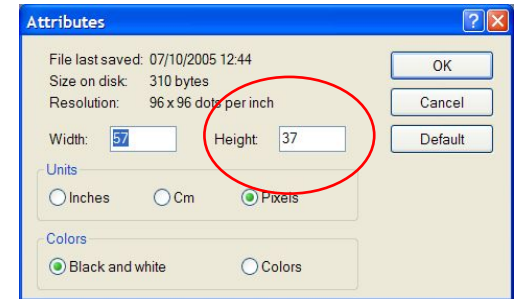 Attributes
File last saved: 07/10/2005 12:44
Size on disk: 310 bytes
Resolution: 96 x 96 dots per inch
Width: 57 Height: 37
Units
Inches Cm Pixels
Colors
Black and white Colors
OK
Cancel
Default